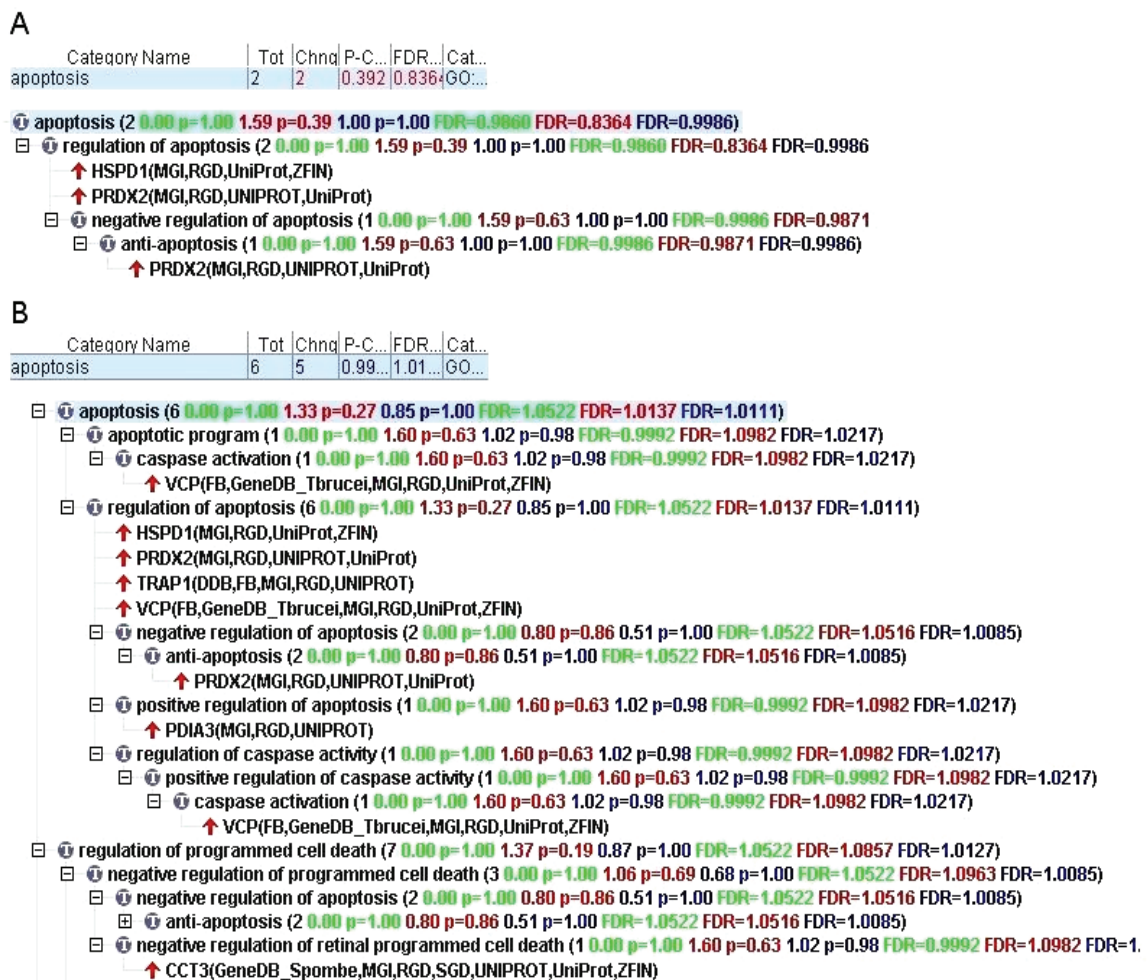 A
Category Name Tot Chng P-C... FDR... Cat...
apoptosis 2 2 0.392 0.8364 GO:...
apoptosis (2 0.00 p=1.00 1.59 p=0.39 1.00 p=1.00 FDR=0.9860 FDR=0.8364 FDR=0.9986)
regulation of apoptosis (2 0.00 p=1.00 1.59 p=0.39 1.00 p=1.00 FDR=0.9860 FDR=0.8364 FDR=0.9986
HSPD1(MGI,RGD,UniProt,ZFIN)
PRDX2(MGI,RGD,UNIPROT,UniProt)
negative regulation of apoptosis (1 0.00 p=1.00 1.59 p=0.63 1.00 p=1.00 FDR=0.9986 FDR=0.9871
anti-apoptosis (1 0.00 p=1.00 1.59 p=0.63 1.00 p=1.00 FDR=0.9986 FDR=0.9871 FDR=0.9986)
PRDX2(MGI,RGD,UNIPROT,UniProt)
B
Category Name Tot Chng P-C... FDR... Cat...
apoptosis 6 5 0.99... 1.01... GO...
apoptosis (6 0.00 p=1.00 1.33 p=0.27 0.85 p=1.00 FDR=1.0522 FDR=1.0137 FDR=1.0111)
apoptotic program (1 0.00 p=1.00 1.60 p=0.63 1.02 p=0.98 FDR=0.9992 FDR=1.0982 FDR=1.0217)
caspase activation (1 0.00 p=1.00 1.60 p=0.63 1.02 p=0.98 FDR=0.9992 FDR=1.0982 FDR=1.0217)
VCP(FB,GeneDB_Tbrucei,MGI,RGD,UniProt,ZFIN)
regulation of apoptosis (6 0.00 p=1.00 1.33 p=0.27 0.85 p=1.00 FDR=1.0522 FDR=1.0137 FDR=1.0111)
HSPD1(MGI,RGD,UniProt,ZFIN)
PRDX2(MGI,RGD,UNIPROT,UniProt)
TRAP1(DDB,FB,MGI,RGD,UNIPROT)
VCP(FB,GeneDB_Tbrucei,MGI,RGD,UniProt,ZFIN)
negative regulation of apoptosis (2 0.00 p=1.00 0.80 p=0.86 0.51 p=1.00 FDR=1.0522 FDR=1.0516 FDR=1.0085)
anti-apoptosis (2 0.00 p=1.00 0.80 p=0.86 0.51 p=1.00 FDR=1.0522 FDR=1.0516 FDR=1.0085)
PRDX2(MGI,RGD,UNIPROT,UniProt)
positive regulation of apoptosis (1 0.00 p=1.00 1.60 p=0.63 1.02 p=0.98 FDR=0.9992 FDR=1.0982 FDR=1.0217)
PDIA3(MGI,RGD,UNIPROT)
regulation of caspase activity (1 0.00 p=1.00 1.60 p=0.63 1.02 p=0.98 FDR=0.9992 FDR=1.0982 FDR=1.0217)
positive regulation of caspase activity (1 0.00 p=1.00 1.60 p=0.63 1.02 p=0.98 FDR=0.9992 FDR=1.0982 FDR=1.0217)
caspase activation (1 0.00 p=1.00 1.60 p=0.63 1.02 p=0.98 FDR=0.9992 FDR=1.0982 FDR=1.0217)
VCP(FB,GeneDB_Tbrucei,MGI,RGD,UniProt,ZFIN)
regulation of programmed cell death (7 0.00 p=1.00 1.37 p=0.19 0.87 p=1.00 FDR=1.0522 FDR=1.0857 FDR=1.0127)
negative regulation of programmed cell death (3 0.00 p=1.00 1.06 p=0.69 0.68 p=1.00 FDR=1.0522 FDR=1.0963 FDR=1.0085)
negative regulation of apoptosis (2 0.00 p=1.00 0.80 p=0.86 0.51 p=1.00 FDR=1.0522 FDR=1.0516 FDR=1.0085)
anti-apoptosis (2 0.00 p=1.00 0.80 p=0.86 0.51 p=1.00 FDR=1.0522 FDR=1.0516 FDR=1.0085)
negative regulation of retinal programmed cell death (1 0.00 p=1.00 1.60 p=0.63 1.02 p=0.98 FDR=0.9992 FDR=1.0982 FDR=1.
CCT3(GeneDB_Spombe,MGI,RGD,SGD,UNIPROT,UniProt,ZFIN)